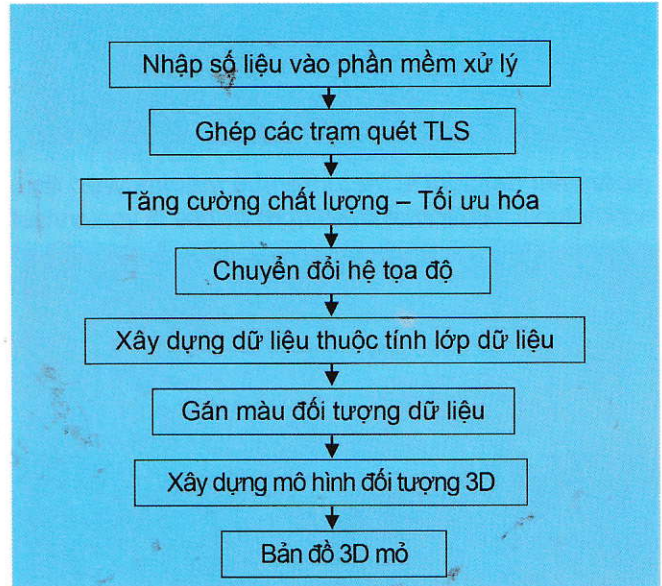 Nhập số liệu vào phần mềm xử lý
Ghép các trạm quét TLS
Tăng cường chất lượng – Tối ưu hóa
Chuyển đổi hệ tọa độ
Xây dựng dữ liệu thuộc tính lớp dữ liệu
Gán màu đối tượng dữ liệu
Xây dựng mô hình đối tượng 3D
Bản đồ 3D mỏ